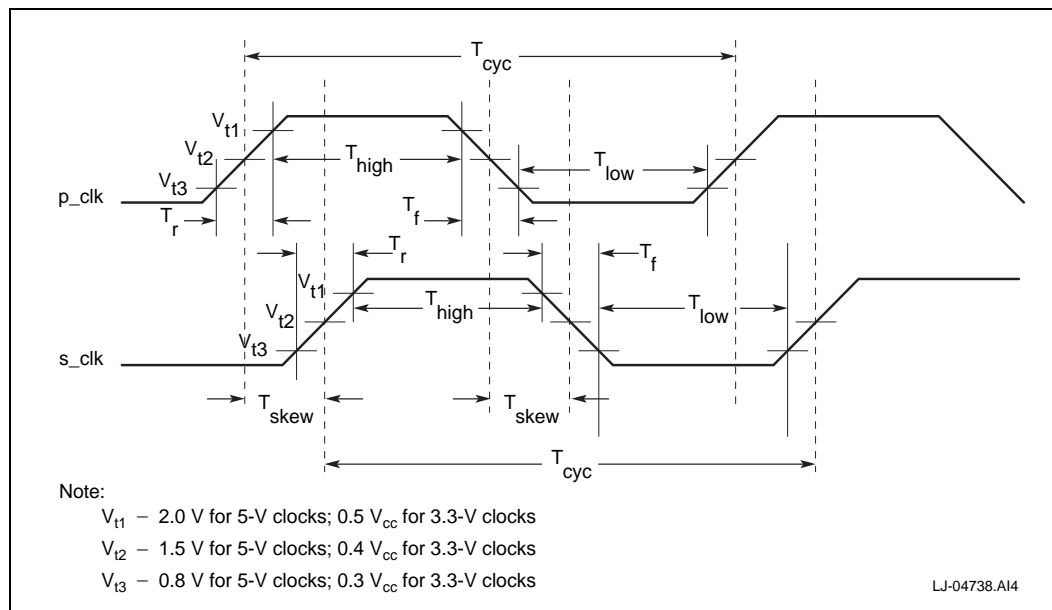 T_cyc
V_t1
V_t2
T_high
T_low
V_t3
p_clk
T_r
T_f
T_r
T_f
V_t1
T_high
V_t2
T_low
V_t3
s_clk
T_skew
T_skew
T_cyc
Note:
V_t1 – 2.0 V for 5-V clocks; 0.5 V_cc for 3.3-V clocks
V_t2 – 1.5 V for 5-V clocks; 0.4 V_cc for 3.3-V clocks
V_t3 – 0.8 V for 5-V clocks; 0.3 V_cc for 3.3-V clocks
LJ-04738.AI4